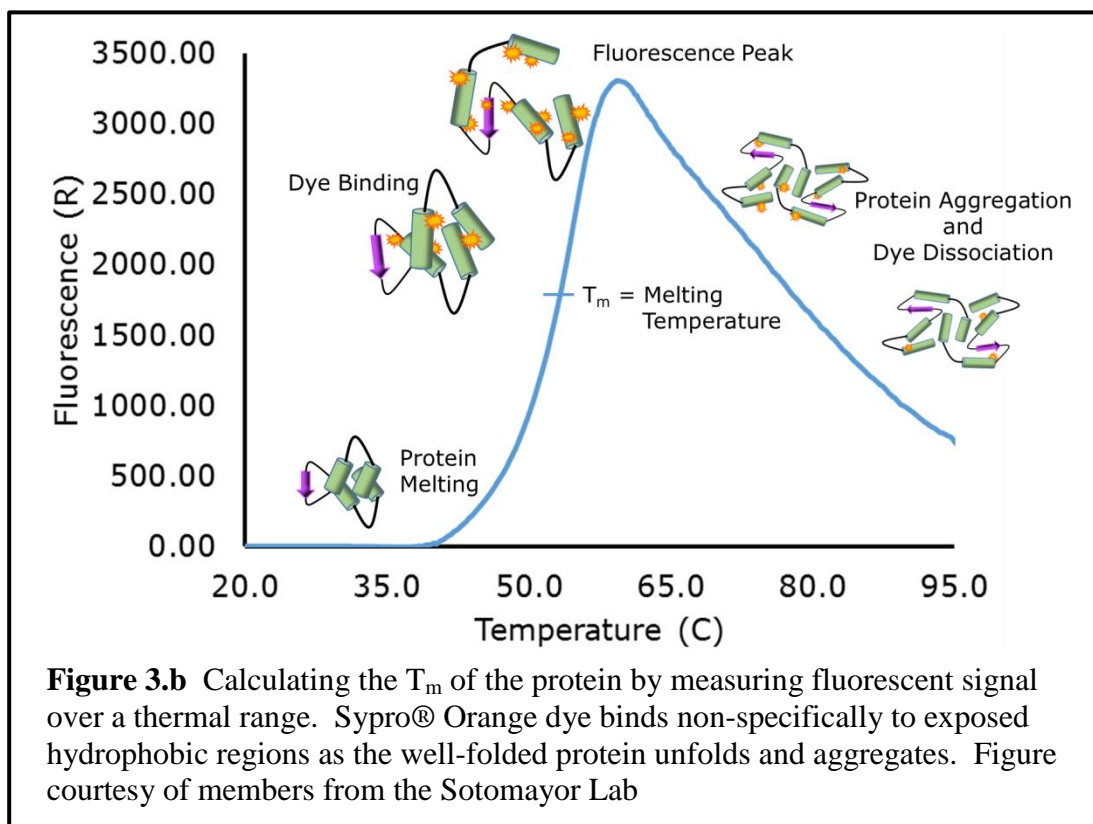 3500.00
3000.00
2500.00
2000.00
1500.00
1000.00
500.00
0.00
Fluorescence (R)
Fluorescence Peak
Dye Binding
Protein Aggregation
and
Dye Dissociation
Tm = Melting
Temperature
Protein
Melting
20.0 35.0 50.0 65.0 80.0 95.0
Temperature (C)
Figure 3.b Calculating the Tm of the protein by measuring fluorescent signal
over a thermal range. Sypro® Orange dye binds non-specifically to exposed
hydrophobic regions as the well-folded protein unfolds and aggregates. Figure
courtesy of members from the Sotomayor Lab